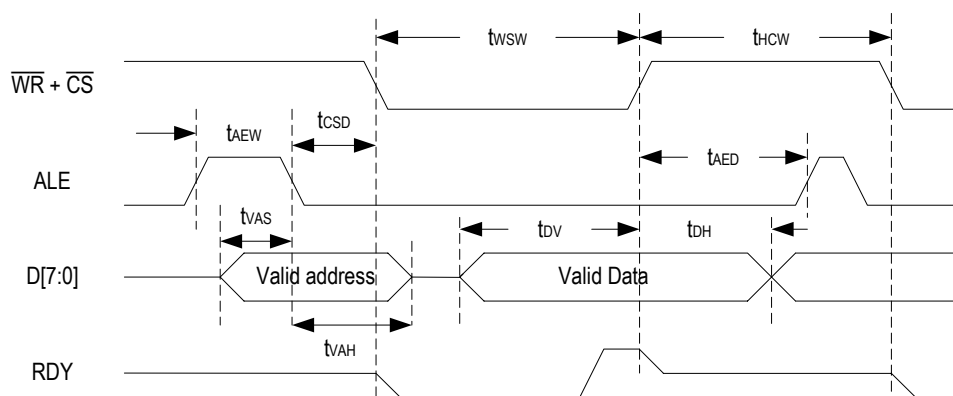 tWSW tHCW
WR + CS
tCSD
tAEW
tAED
ALE
tVAS
tDV tDH
D[7:0] Valid address Valid Data
tVAH
RDY